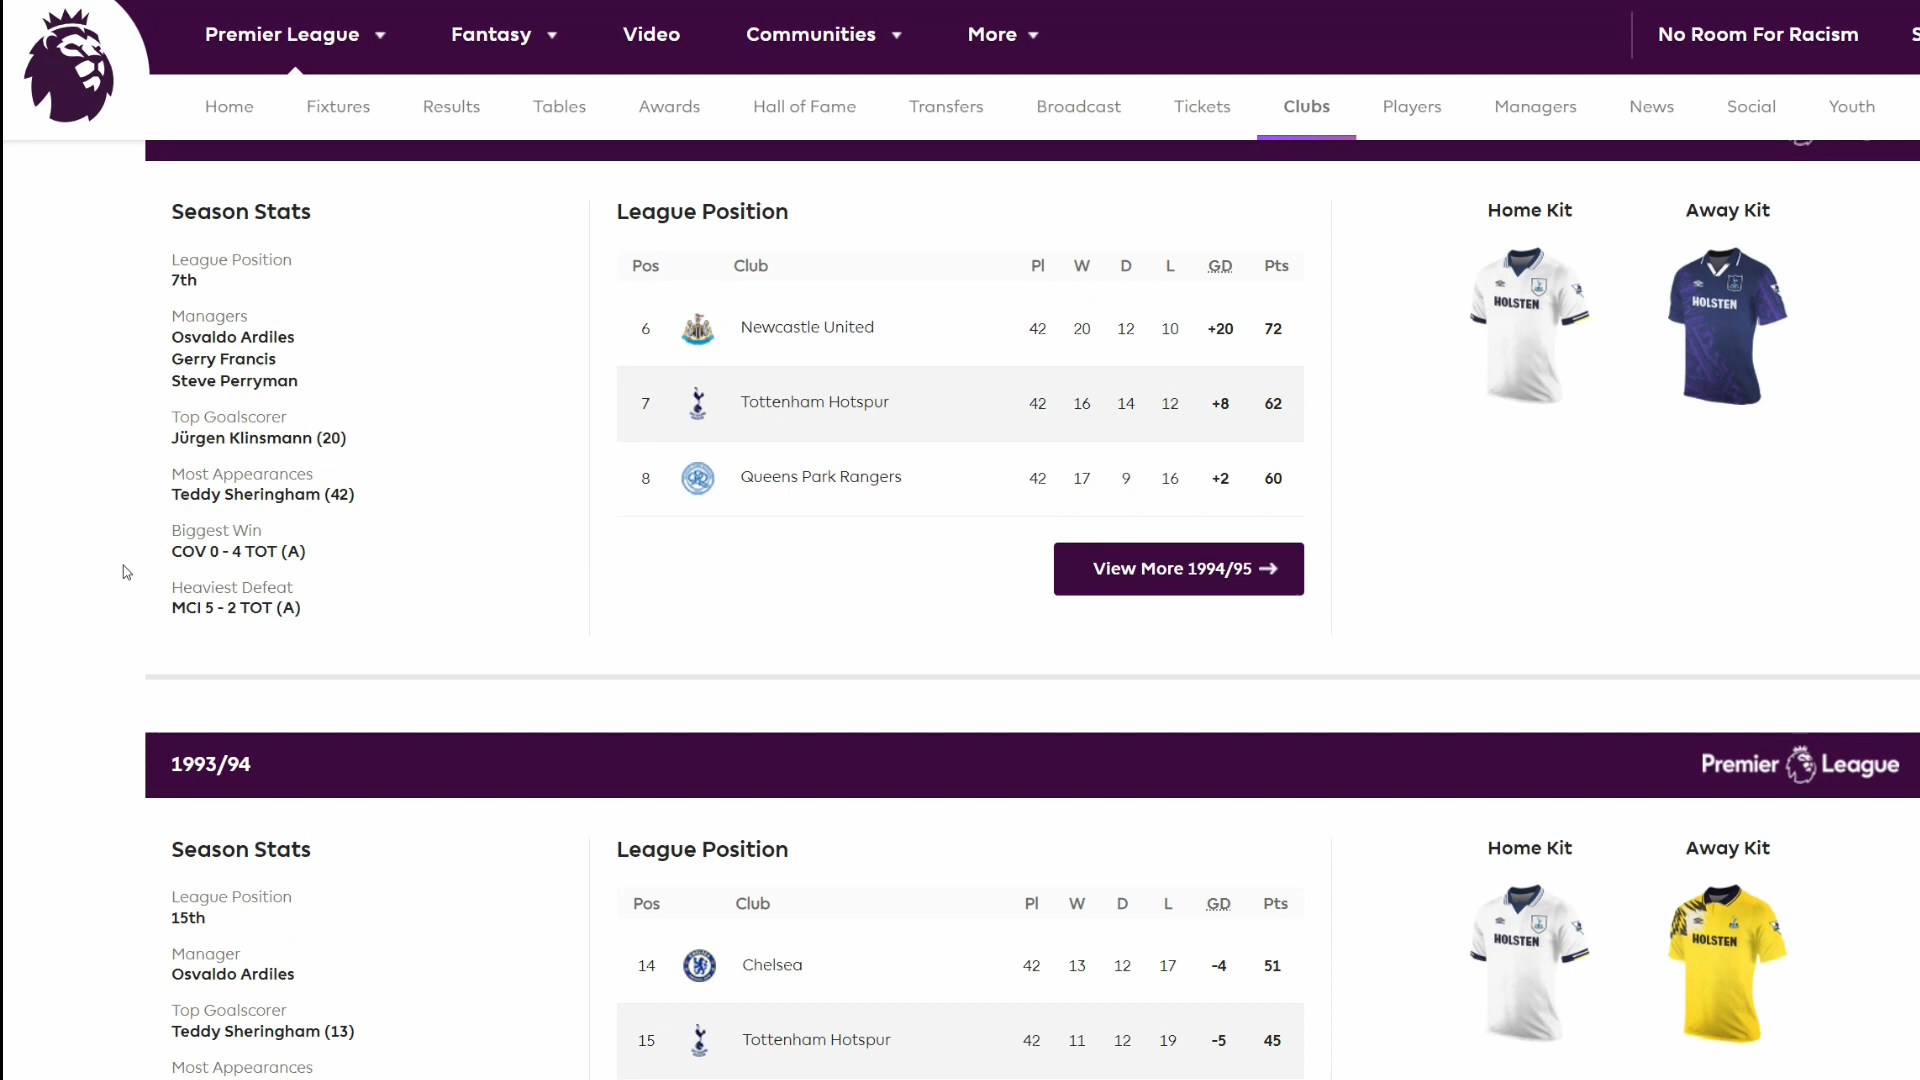 Premier League
Fantasy
Video
Communities
More
No Room For Racism
S
Home
Fixtures
Results
Tables
Awards
Hall of Fame
Transfers
Broadcast
Tickets
Clubs
Players
Managers
News
Social
Youth
Season Stats
League Position
7th
Managers
Osvaldo Ardiles
Gerry Francis
Steve Perryman
Top Goalscorer
Jürgen Klinsmann (20)
Most Appearances
Teddy Sheringham (42)
Biggest Win
COV 0 - 4 TOT (A)
Heaviest Defeat
MCI 5 - 2 TOT (A)
League Position
Pos Club Pl W D L GD Pts
6 Newcastle United 42 20 12 10 +20 72
7 Tottenham Hotspur 42 16 14 12 +8 62
8 Queens Park Rangers 42 17 9 16 +2 60
View More 1994/95
Home Kit
HOLSTEN
Away Kit
HOLSTEN
1993/94
Premier League
Season Stats
League Position
15th
Manager
Osvaldo Ardiles
Top Goalscorer
Teddy Sheringham (13)
Most Appearances
League Position
Pos Club Pl W D L GD Pts
14 Chelsea 42 13 12 17 -4 51
15 Tottenham Hotspur 42 11 12 19 -5 45
Home Kit
HOLSTEN
Away Kit
HOLSTEN